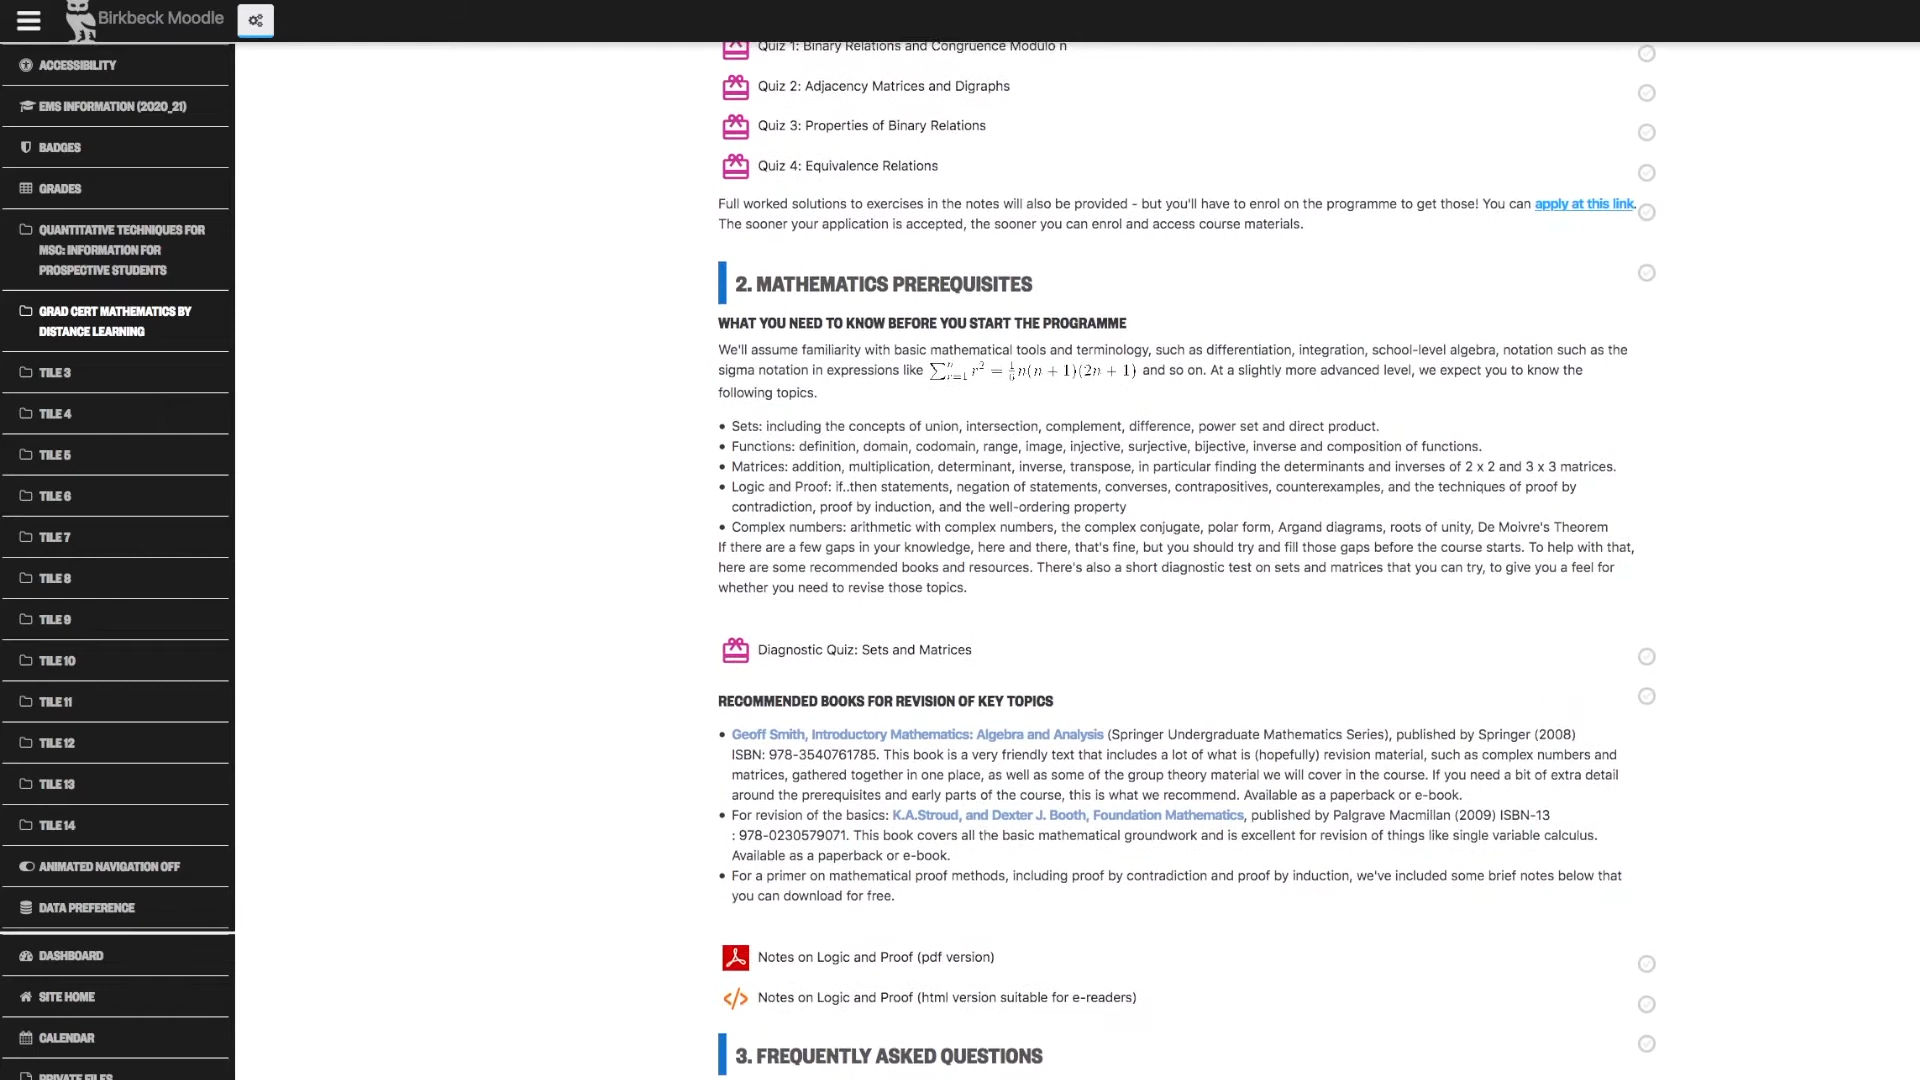 Birkbeck Moodle
ACCESSIBILITY
EMS INFORMATION (2020_21)
BADGES
GRADES
QUANTITATIVE TECHNIQUES FOR
MSC: INFORMATION FOR
PROSPECTIVE STUDENTS
GRAD CERT MATHEMATICS BY
DISTANCE LEARNING
TILE 3
TILE 4
TILE 5
TILE 6
TILE 7
TILE 8
TILE 9
TILE 10
TILE 11
TILE 12
TILE 13
TILE 14
ANIMATED NAVIGATION OFF
DATA PREFERENCE
DASHBOARD
SITE HOME
CALENDAR
PRIVATE FILES
Quiz 1: Binary Relations and Congruence Modulo n
Quiz 2: Adjacency Matrices and Digraphs
Quiz 3: Properties of Binary Relations
Quiz 4: Equivalence Relations
Full worked solutions to exercises in the notes will also be provided - but you'll have to enrol on the programme to get those! You can apply at this link.
The sooner your application is accepted, the sooner you can enrol and access course materials.
2. MATHEMATICS PREREQUISITES
WHAT YOU NEED TO KNOW BEFORE YOU START THE PROGRAMME
We'll assume familiarity with basic mathematical tools and terminology, such as differentiation, integration, school-level algebra, notation such as the
sigma notation in expressions like ∑ⁿᵣ₌₁ r² = 1/6 n(n + 1)(2n + 1) and so on. At a slightly more advanced level, we expect you to know the
following topics.
• Sets: including the concepts of union, intersection, complement, difference, power set and direct product.
• Functions: definition, domain, codomain, range, image, injective, surjective, bijective, inverse and composition of functions.
• Matrices: addition, multiplication, determinant, inverse, transpose, in particular finding the determinants and inverses of 2 x 2 and 3 x 3 matrices.
• Logic and Proof: if..then statements, negation of statements, converses, contrapositives, counterexamples, and the techniques of proof by
contradiction, proof by induction, and the well-ordering property
• Complex numbers: arithmetic with complex numbers, the complex conjugate, polar form, Argand diagrams, roots of unity, De Moivre's Theorem
If there are a few gaps in your knowledge, here and there, that's fine, but you should try and fill those gaps before the course starts. To help with that,
here are some recommended books and resources. There's also a short diagnostic test on sets and matrices that you can try, to give you a feel for
whether you need to revise those topics.
Diagnostic Quiz: Sets and Matrices
RECOMMENDED BOOKS FOR REVISION OF KEY TOPICS
• Geoff Smith, Introductory Mathematics: Algebra and Analysis (Springer Undergraduate Mathematics Series), published by Springer (2008)
ISBN: 978-3540761785. This book is a very friendly text that includes a lot of what is (hopefully) revision material, such as complex numbers and
matrices, gathered together in one place, as well as some of the group theory material we will cover in the course. If you need a bit of extra detail
around the prerequisites and early parts of the course, this is what we recommend. Available as a paperback or e-book.
• For revision of the basics: K.A.Stroud, and Dexter J. Booth, Foundation Mathematics, published by Palgrave Macmillan (2009) ISBN-13
: 978-0230579071. This book covers all the basic mathematical groundwork and is excellent for revision of things like single variable calculus.
Available as a paperback or e-book.
• For a primer on mathematical proof methods, including proof by contradiction and proof by induction, we've included some brief notes below that
you can download for free.
Notes on Logic and Proof (pdf version)
Notes on Logic and Proof (html version suitable for e-readers)
3. FREQUENTLY ASKED QUESTIONS